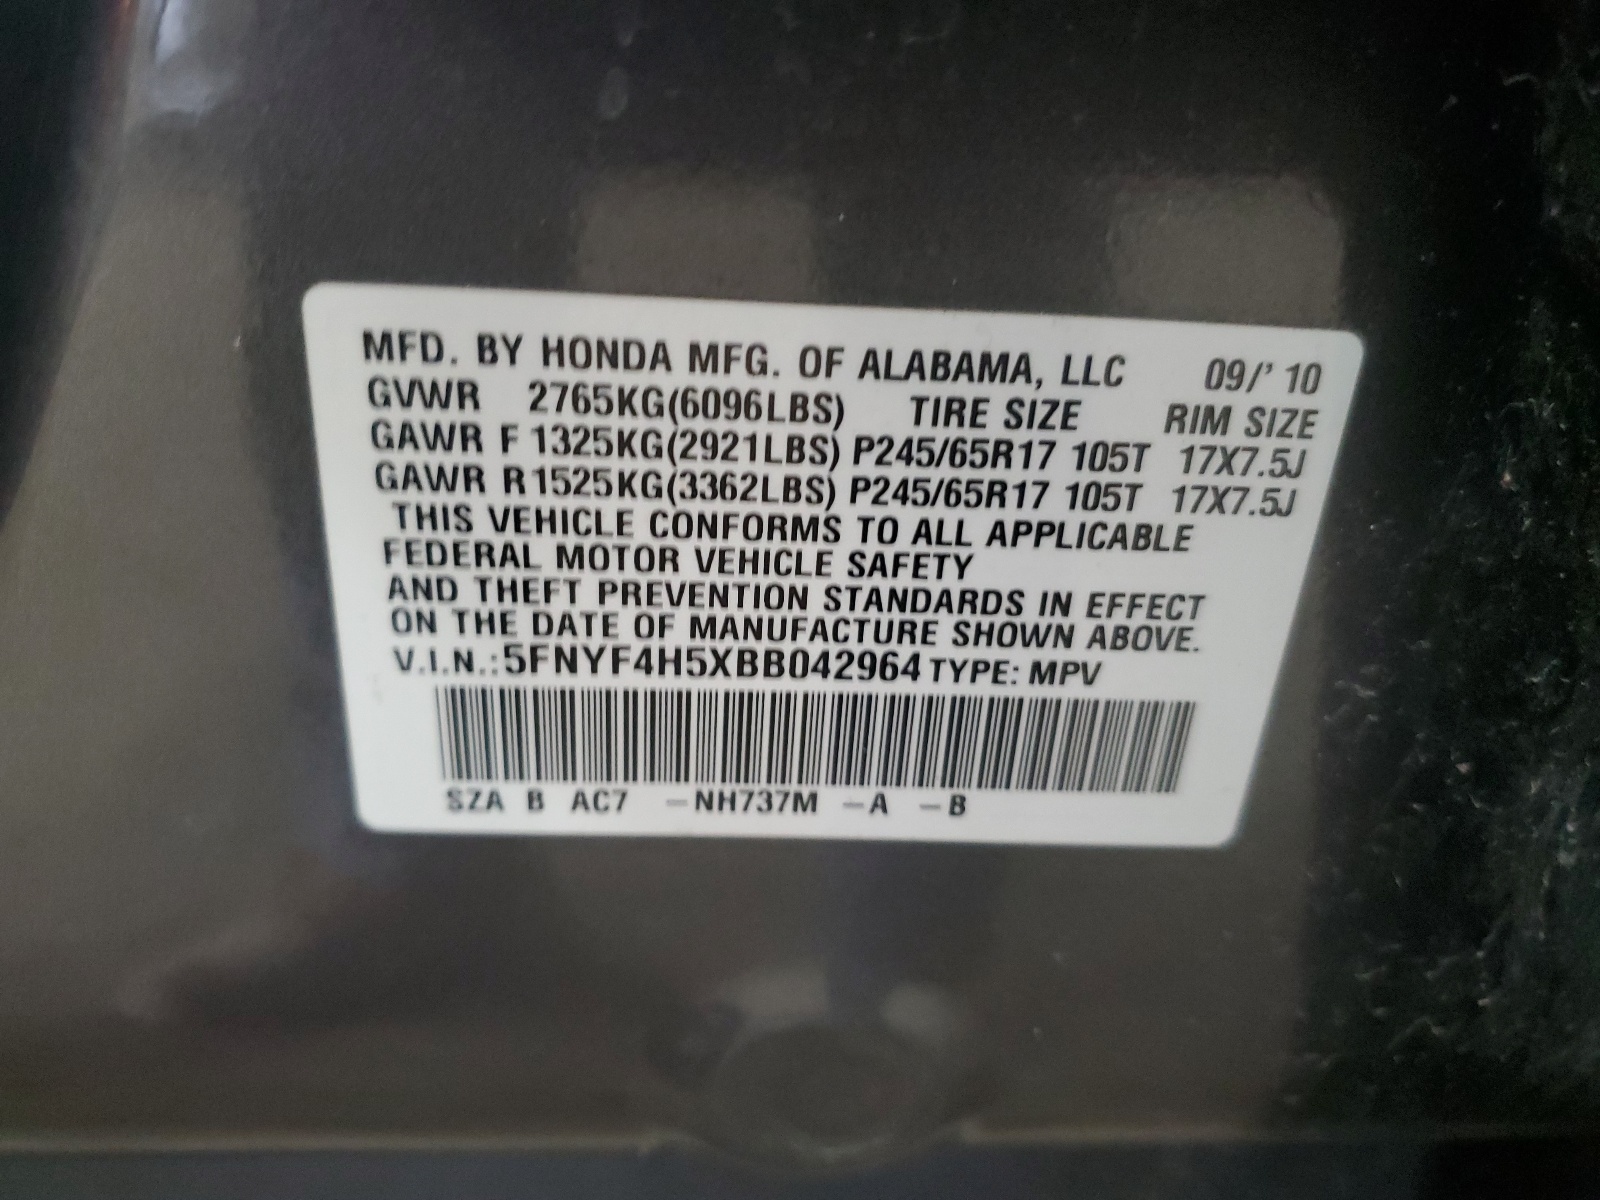 MFD. BY HONDA MFG. OF ALABAMA, LLC 09/' 10
GVWR 2765KG(6096LBS) TIRE SIZE RIM SIZE
GAWR F 1325KG(2921LBS) P245/65R17 105T 17X7.5J
GAWR R 1525KG(3362LBS) P245/65R17 105T 17X7.5J
THIS VEHICLE CONFORMS TO ALL APPLICABLE
FEDERAL MOTOR VEHICLE SAFETY
AND THEFT PREVENTION STANDARDS IN EFFECT
ON THE DATE OF MANUFACTURE SHOWN ABOVE.
V.I.N.: 5FNYF4H5XBB042964 TYPE: MPV
SZA B AC7 -NH737M -A -B